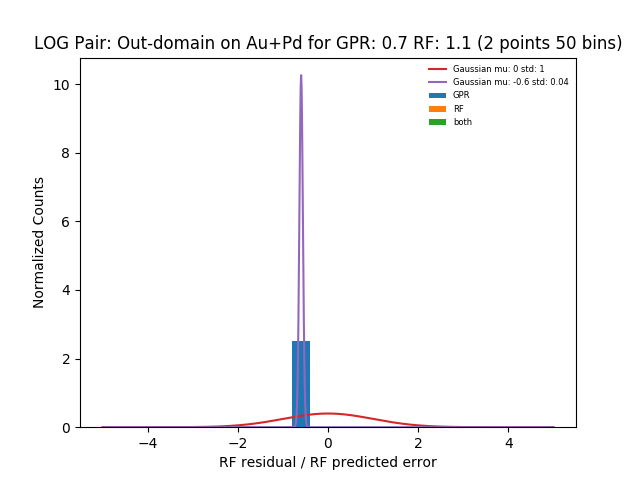 LOG Pair: Out-domain on Au+Pd for GPR: 0.7 RF: 1.1 (2 points 50 bins)
Gaussian mu: 0 std: 1
Gaussian mu: -0.6 std: 0.04
GPR
RF
both
Normalized Counts
10
8
6
4
2
0
−4
−2
0
2
4
RF residual / RF predicted error